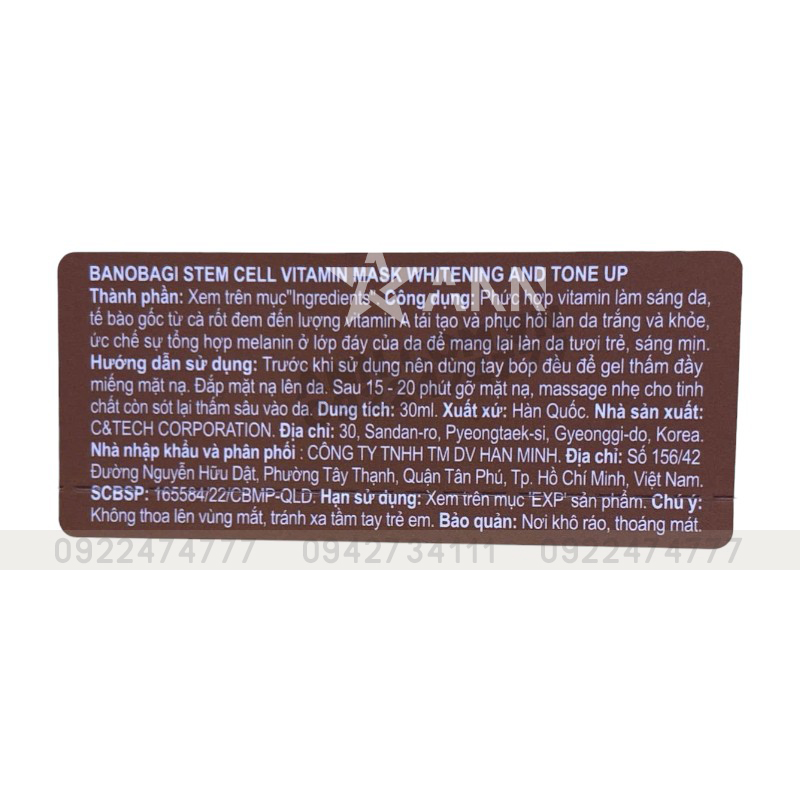 BANOBAGI STEM CELL VITAMIN MASK WHITENING AND TONE UP
Thành phần: Xem trên mục"Ingredients". Công dụng: Phức hợp vitamin làm sáng da,
tế bào gốc từ cà rốt đem đến lượng vitamin A tái tạo và phục hồi làn da trắng và khỏe,
ức chế sự tổng hợp melanin ở lớp đáy của da để mang lại làn da tươi trẻ, sáng mịn.
Hướng dẫn sử dụng: Trước khi sử dụng nên dùng tay bóp đều để gel thấm đầy
miếng mặt nạ. Đắp mặt nạ lên da. Sau 15 - 20 phút gỡ mặt nạ, massage nhẹ cho tinh
chất còn sót lại thấm sâu vào da. Dung tích: 30ml. Xuất xứ: Hàn Quốc. Nhà sản xuất:
C&TECH CORPORATION. Địa chỉ: 30, Sandan-ro, Pyeongtaek-si, Gyeonggi-do, Korea.
Nhà nhập khẩu và phân phối : CÔNG TY TNHH TM DV HAN MINH. Địa chỉ: Số 156/42
Đường Nguyễn Hữu Dật, Phường Tây Thạnh, Quận Tân Phú, Tp. Hồ Chí Minh, Việt Nam.
SCBSP: 165584/22/CBMP-QLD. Hạn sử dụng: Xem trên mục 'EXP' sản phẩm. Chú ý:
Không thoa lên vùng mắt, tránh xa tầm tay trẻ em. Bảo quản: Nơi khô ráo, thoáng mát.
ANN
0922474777 0942734111 0922474777